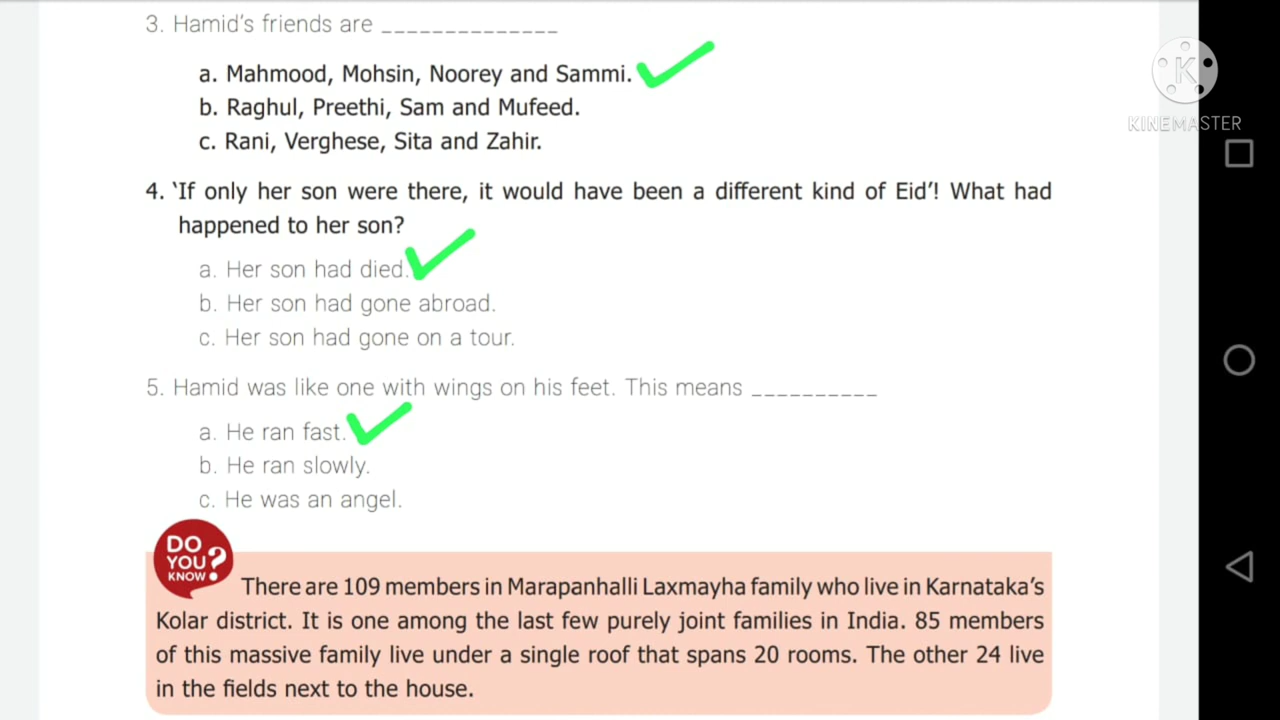 3. Hamid's friends are ______________
a. Mahmood, Mohsin, Noorey and Sammi.
b. Raghul, Preethi, Sam and Mufeed.
c. Rani, Verghese, Sita and Zahir.
4. ‘If only her son were there, it would have been a different kind of Eid’! What had
happened to her son?
a. Her son had died.
b. Her son had gone abroad.
c. Her son had gone on a tour.
5. Hamid was like one with wings on his feet. This means __________
a. He ran fast.
b. He ran slowly.
c. He was an angel.
DO
YOU
KNOW?
There are 109 members in Marapanhalli Laxmayha family who live in Karnataka's
Kolar district. It is one among the last few purely joint families in India. 85 members
of this massive family live under a single roof that spans 20 rooms. The other 24 live
in the fields next to the house.
K
KINEMASTER